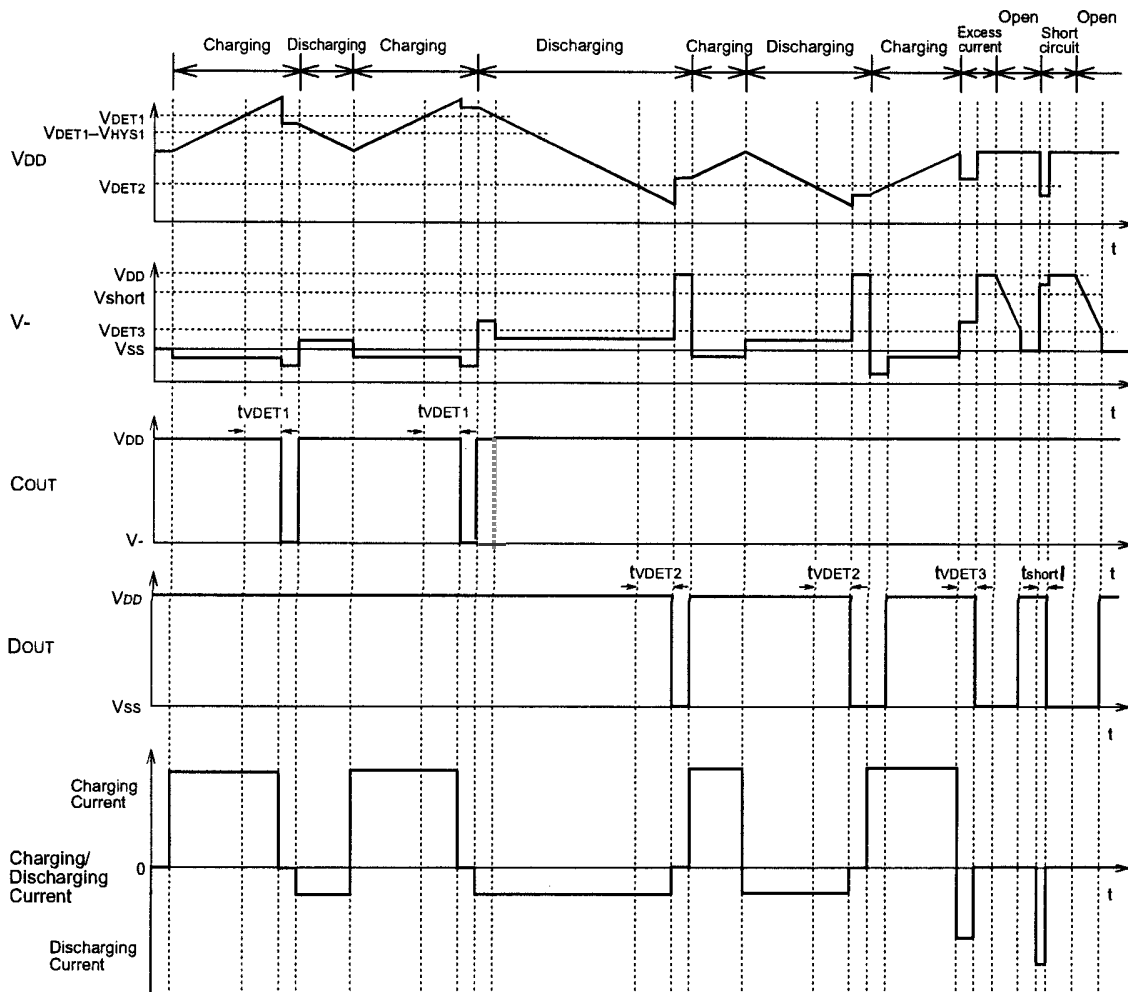 Open Open
Charging Discharging Charging Discharging Charging Discharging Charging Excess current Short circuit
VDET1
VDET1–VHYS1
VDD
VDET2
t
VDD
Vshort
V-
VDET3
VSS
t
tVDET1 tVDET1
VDD
COUT
V-
t
tVDET2 tVDET2 tVDET3 tshort
VDD
DOUT
VSS
t
Charging
Current
Charging/
Discharging
Current
0
t
Discharging
Current